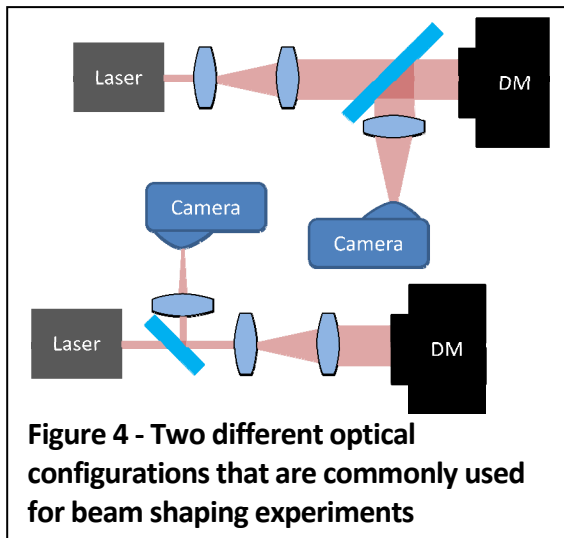 Laser
DM
Camera
Camera
Laser
DM
Figure 4 - Two different optical
configurations that are commonly used
for beam shaping experiments